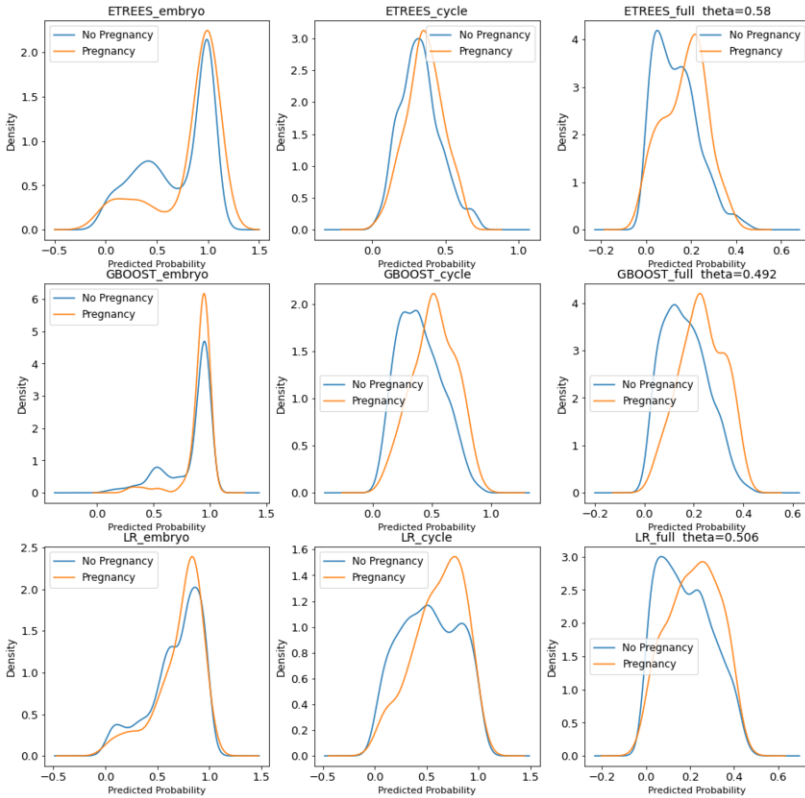 ETREES_embryo
No Pregnancy
Pregnancy
Density
2.0
1.5
1.0
0.5
0.0
−0.5 0.0 0.5 1.0 1.5
Predicted Probability
ETREES_cycle
No Pregnancy
Pregnancy
Density
3.0
2.5
2.0
1.5
1.0
0.5
0.0
0.0 0.5 1.0
Predicted Probability
ETREES_full theta=0.58
No Pregnancy
Pregnancy
Density
4
3
2
1
0
−0.2 0.0 0.2 0.4 0.6
Predicted Probability
GBOOST_embryo
No Pregnancy
Pregnancy
Density
6
5
4
3
2
1
0
0.0 0.5 1.0 1.5
Predicted Probability
GBOOST_cycle
No Pregnancy
Pregnancy
Density
2.0
1.5
1.0
0.5
0.0
0.0 0.5 1.0
Predicted Probability
GBOOST_full theta=0.492
No Pregnancy
Pregnancy
Density
4
3
2
1
0
−0.2 0.0 0.2 0.4 0.6
Predicted Probability
LR_embryo
No Pregnancy
Pregnancy
Density
2.5
2.0
1.5
1.0
0.5
0.0
−0.5 0.0 0.5 1.0 1.5
Predicted Probability
LR_cycle
No Pregnancy
Pregnancy
Density
1.6
1.4
1.2
1.0
0.8
0.6
0.4
0.2
0.0
−0.5 0.0 0.5 1.0 1.5
Predicted Probability
LR_full theta=0.506
No Pregnancy
Pregnancy
Density
3.0
2.5
2.0
1.5
1.0
0.5
0.0
−0.2 0.0 0.2 0.4 0.6
Predicted Probability